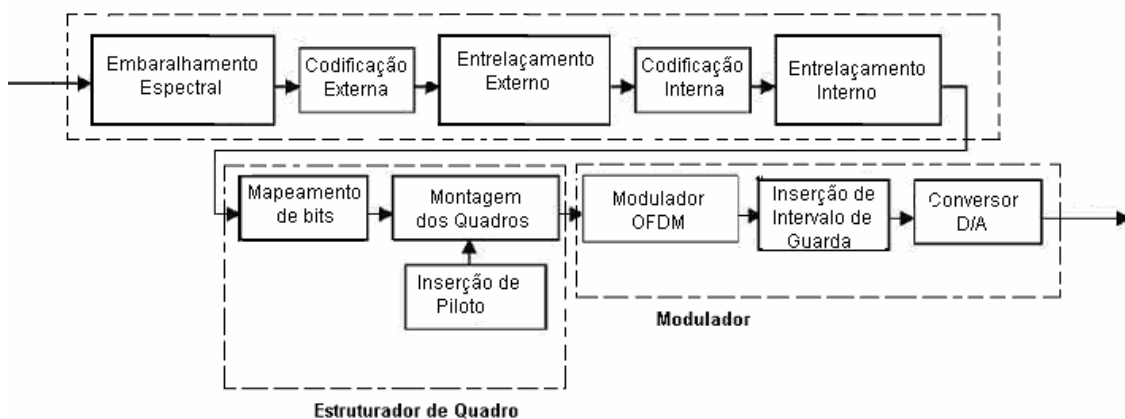 Embaralhamento
Espectral
Codificação
Externa
Entrelaçamento
Externo
Codificação
Interna
Entrelaçamento
Interno
Mapeamento
de bits
Montagem
dos Quadros
Inserção de
Piloto
Modulador
OFDM
Inserção de
Intervalo de
Guarda
Conversor
D/A
Modulador
Estruturador de Quadro